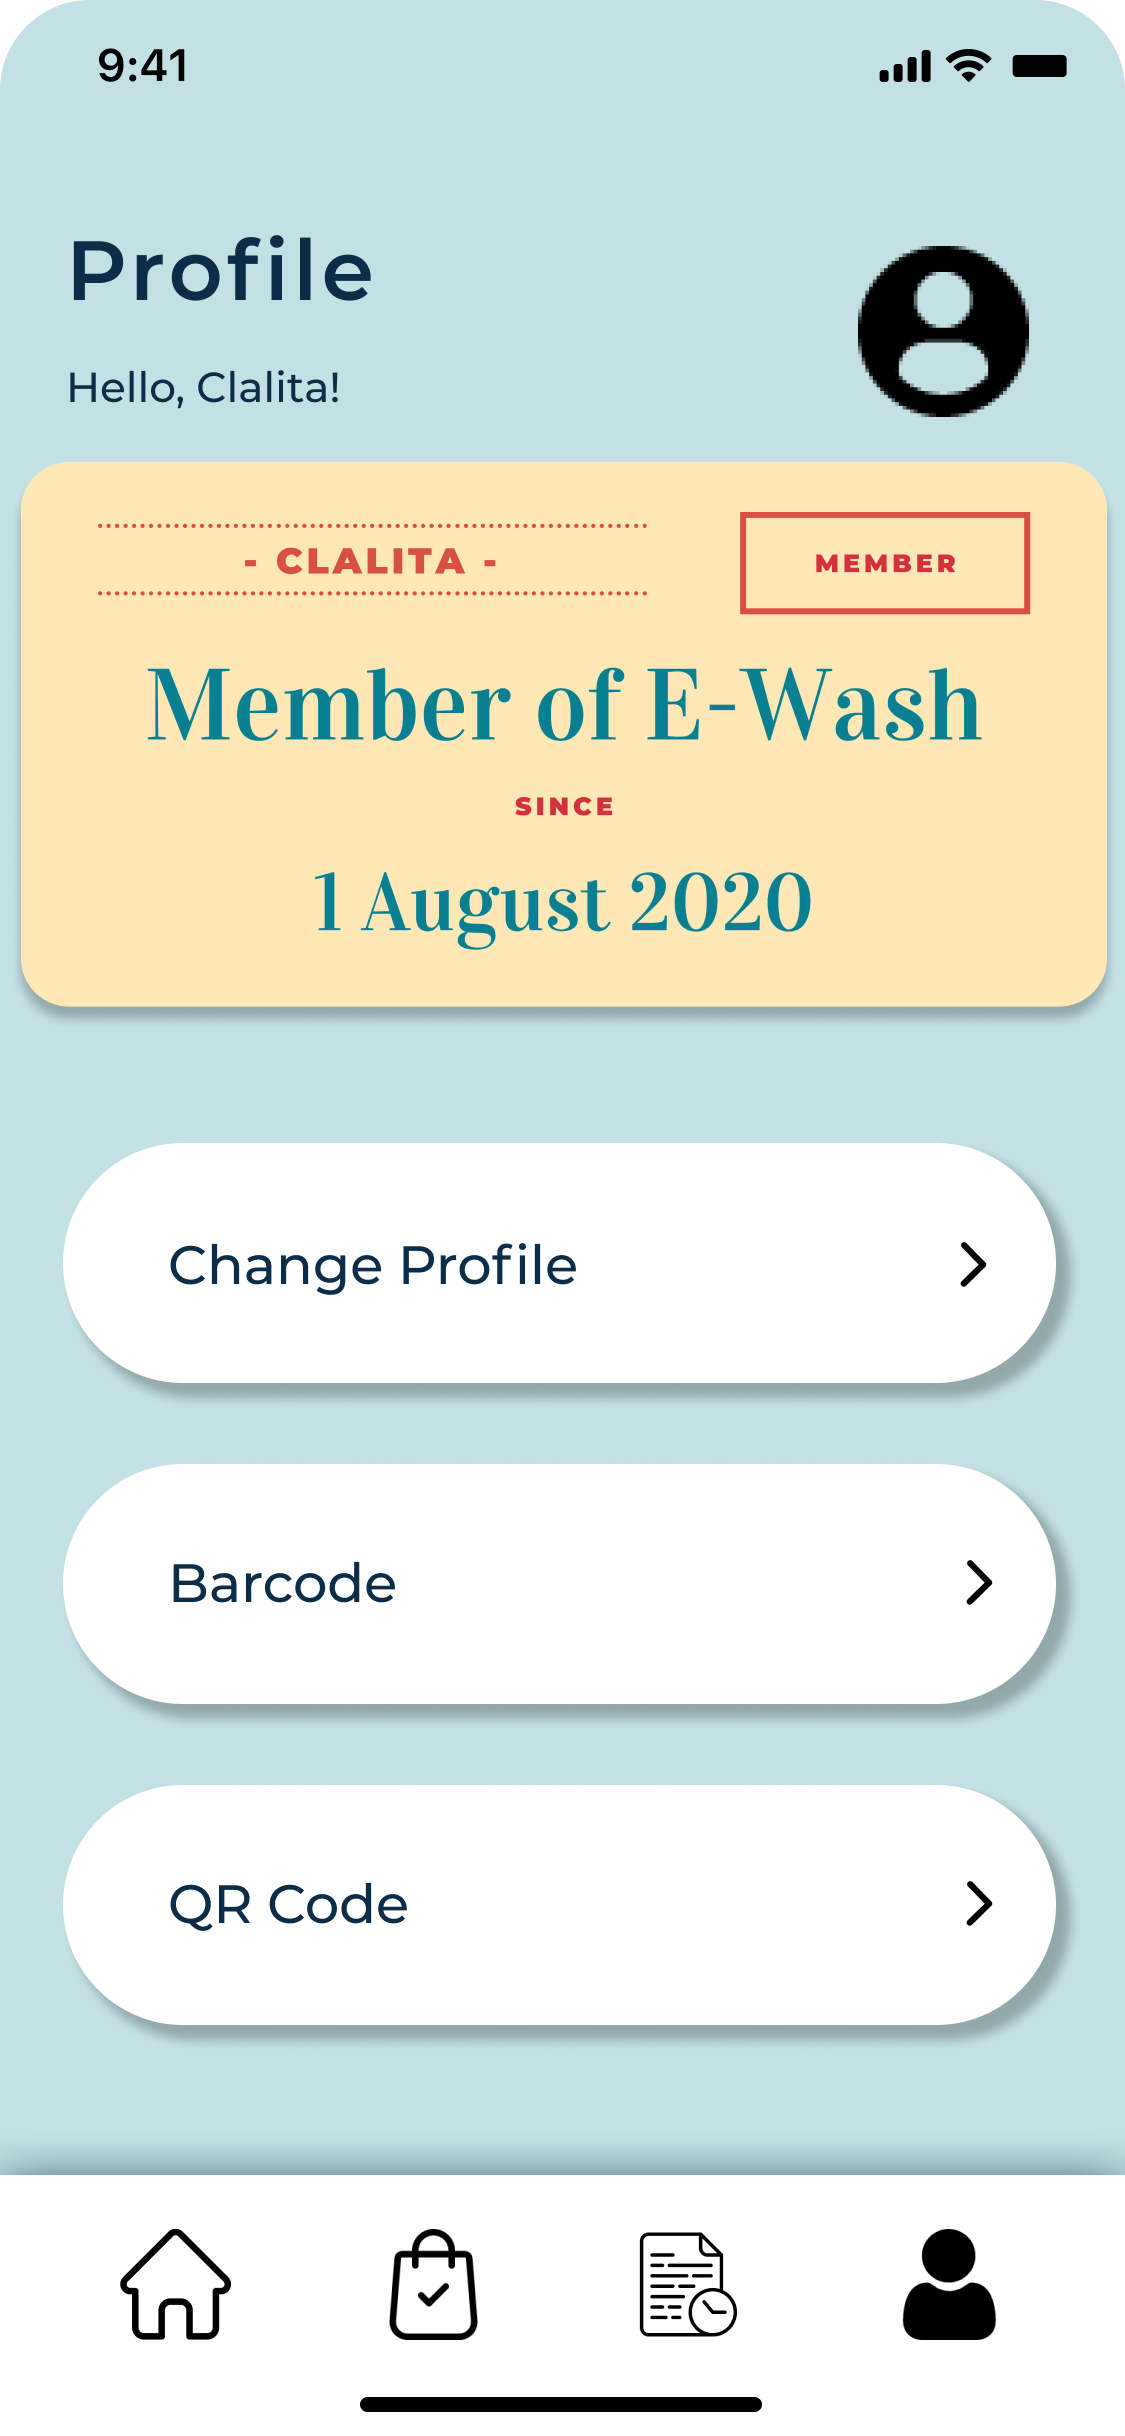 9:41
Profile
Hello, Clalita!
- CLALITA -
MEMBER
Member of E-Wash
SINCE
1 August 2020
Change Profile
Barcode
QR Code